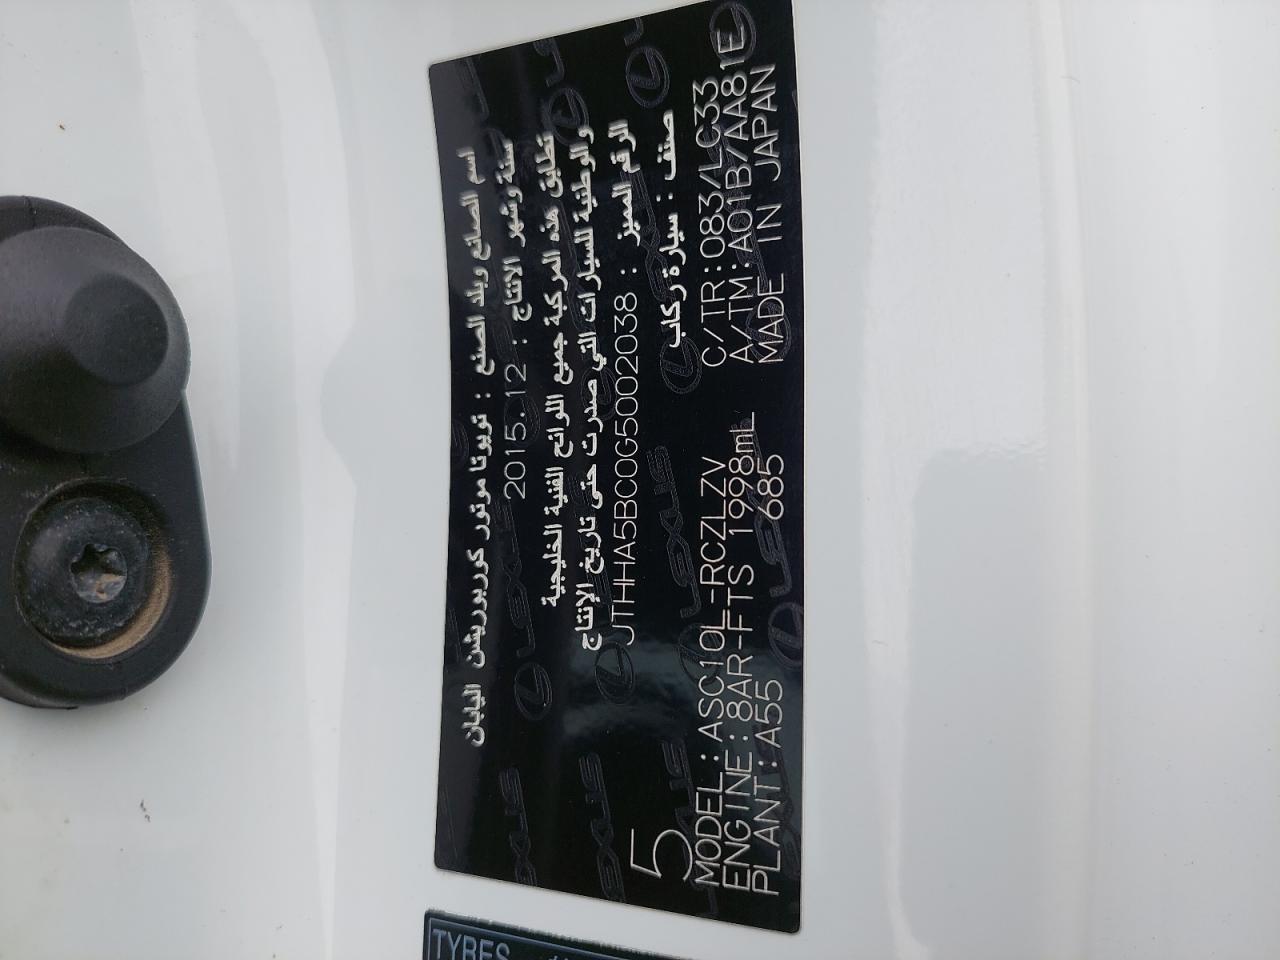 اسم الصانع وبلد الصنع : تويوتا موتور كوربوريشن اليابان
سنة وشهر الانتاج : 2015.12
تطابق هذه المركبة جميع اللوائح الفنية الخليجية
والوطنية للسيارات التي صدرت حتى تاريخ الإنتاج
الرقم المميز : JTHHA5BC0G5002038
صنف : سيارة ركاب
5
MODEL:ASC10L-RCZLZV C/TR:083/LC33
ENGINE:8AR-FTS 1998mL A/TM:A01B/AA81E
PLANT:A55 685 MADE IN JAPAN
TYRES